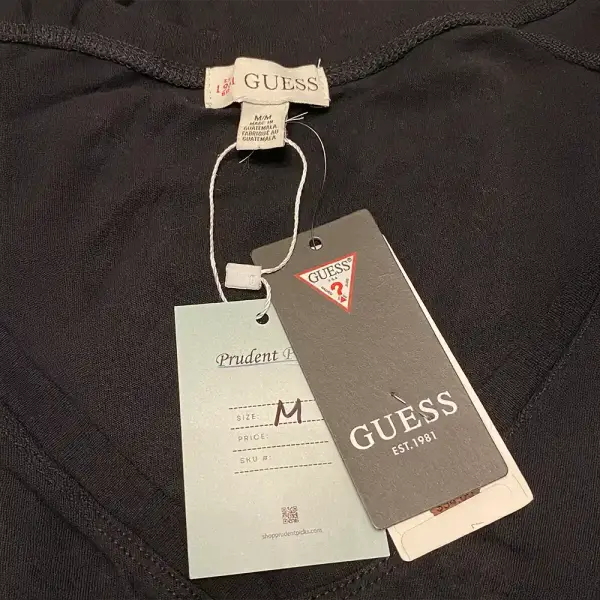 GUESS
M/M
MADE IN
GUATEMALA
FABRIQUÉ AU
GUATEMALA
GUESS
U.S.A.
?
Prudent
SIZE: M
PRICE:
SKU #:
shopprudentpicks.com
GUESS
EST. 1981